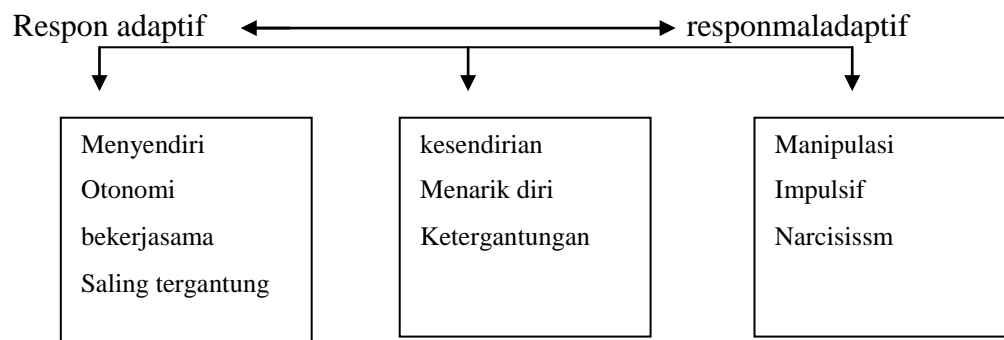 Respon adaptif
responmaladaptif
Menyendiri
Otonomi
bekerjasama
Saling tergantung
kesendirian
Menarik diri
Ketergantungan
Manipulasi
Impulsif
Narcisissm